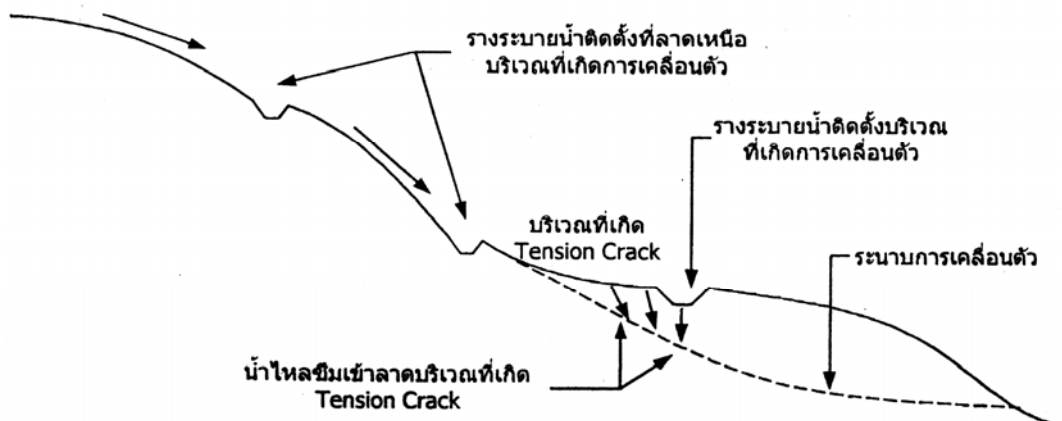 รางระบายน้ำติดตั้งที่ลาดเหนือ
บริเวณที่เกิดการเคลื่อนตัว
รางระบายน้ำติดตั้งบริเวณ
ที่เกิดการเคลื่อนตัว
บริเวณที่เกิด
Tension Crack
ระนาบการเคลื่อนตัว
น้ำไหลซึมเข้าลาดบริเวณที่เกิด
Tension Crack